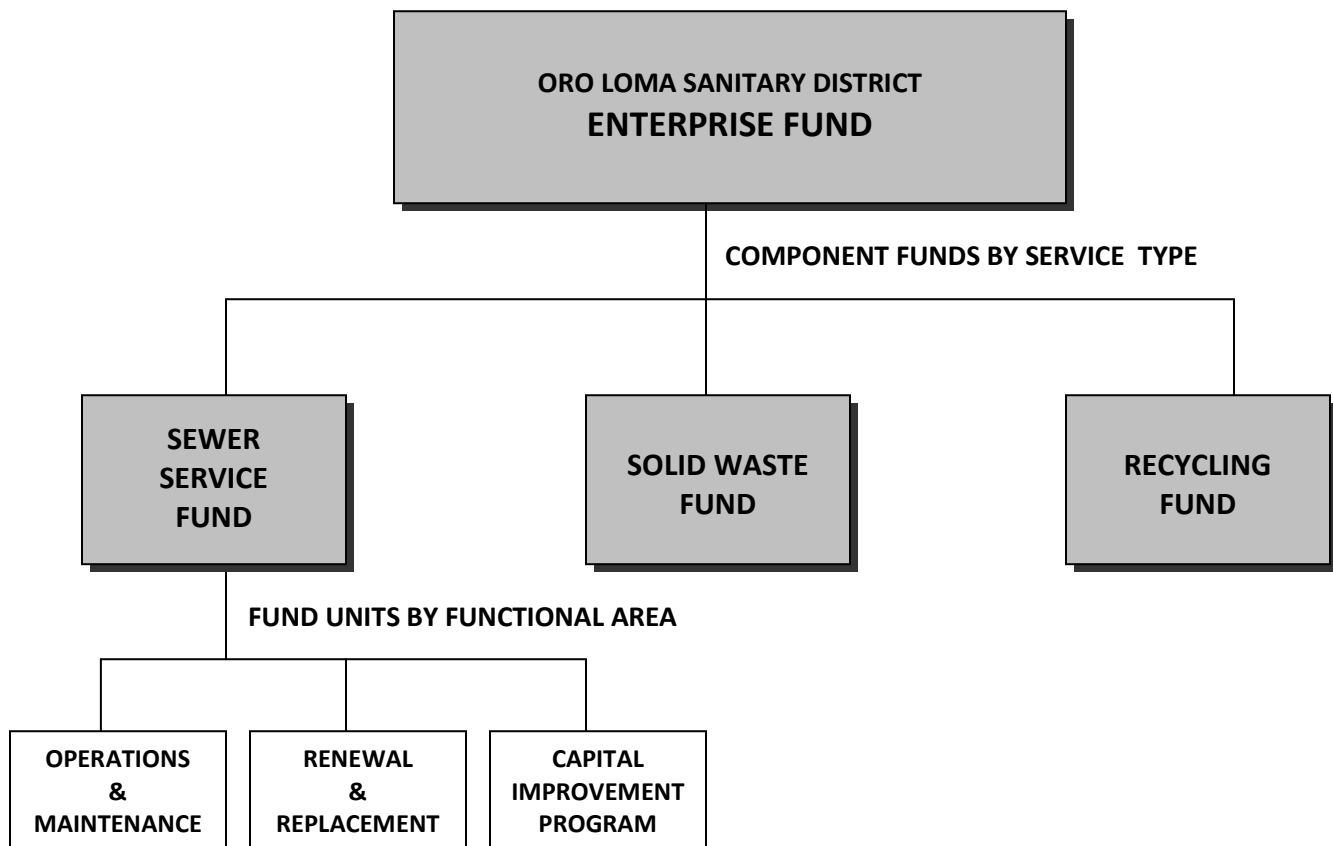 ORO LOMA SANITARY DISTRICT
ENTERPRISE FUND
COMPONENT FUNDS BY SERVICE TYPE
SEWER
SERVICE
FUND
SOLID WASTE
FUND
RECYCLING
FUND
FUND UNITS BY FUNCTIONAL AREA
OPERATIONS
&
MAINTENANCE
RENEWAL
&
REPLACEMENT
CAPITAL
IMPROVEMENT
PROGRAM